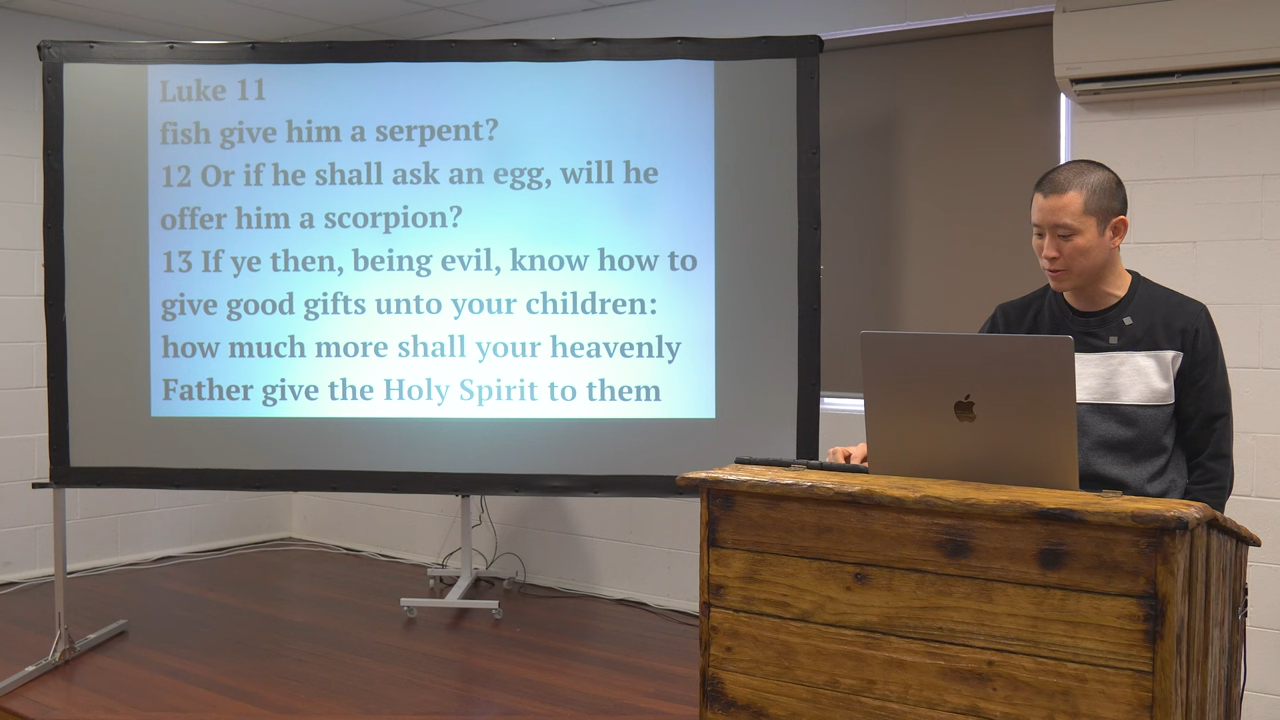 Luke 11
fish give him a serpent?
12 Or if he shall ask an egg, will he
offer him a scorpion?
13 If ye then, being evil, know how to
give good gifts unto your children:
how much more shall your heavenly
Father give the Holy Spirit to them